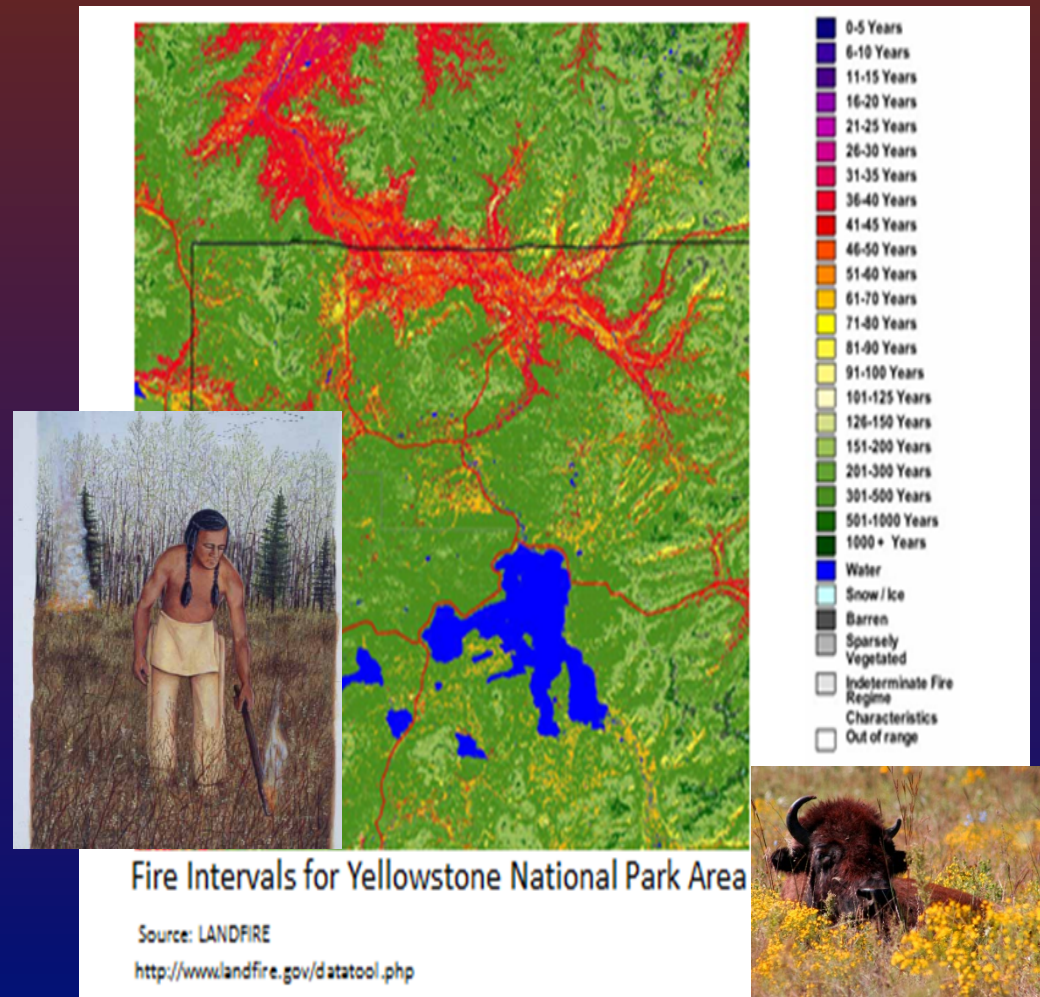 0-5 Years
6-10 Years
11-15 Years
16-20 Years
21-25 Years
26-30 Years
31-35 Years
36-40 Years
41-45 Years
46-50 Years
51-60 Years
61-70 Years
71-80 Years
81-90 Years
91-100 Years
101-125 Years
126-150 Years
151-200 Years
201-300 Years
301-500 Years
501-1000 Years
1000+ Years
Water
Snow / Ice
Barren
Sparsely
Vegetated
Indeterminate Fire
Regime
Characteristics
Out of range
Fire Intervals for Yellowstone National Park Area
Source: LANDFIRE
http://www.landfire.gov/datatool.php